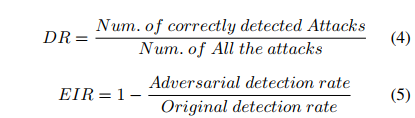 DR = Num. of correctly detected Attacks / Num. of All the attacks (4)
EIR = 1 − Adversarial detection rate / Original detection rate (5)